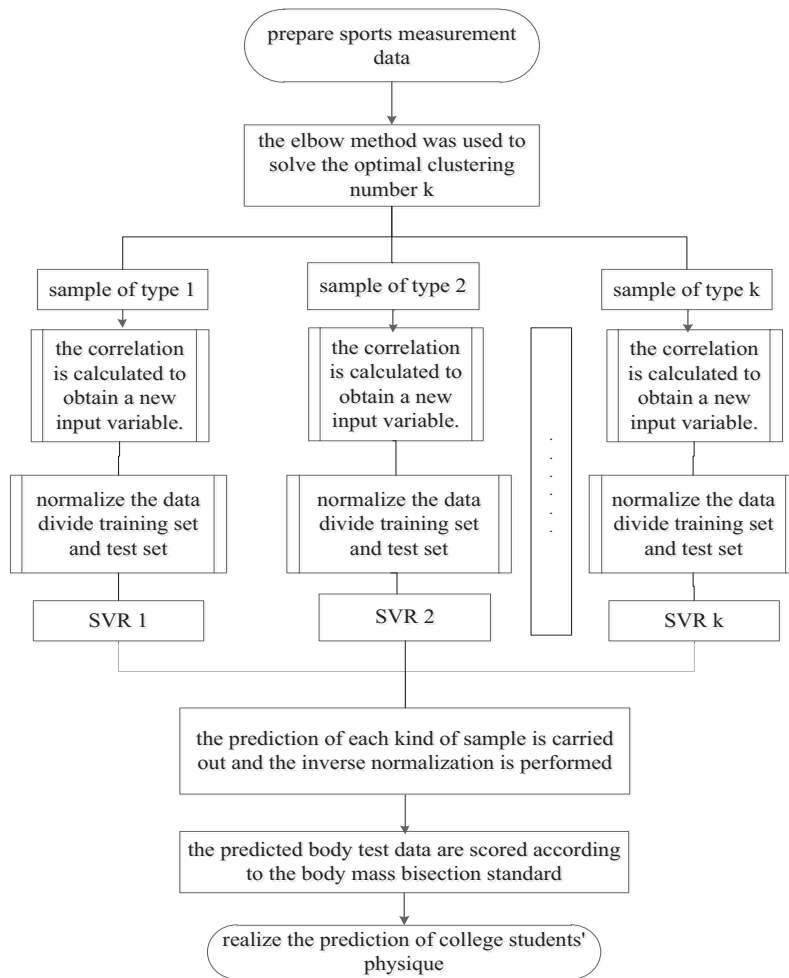 prepare sports measurement
data
the elbow method was used to
solve the optimal clustering
number k
sample of type 1
sample of type 2
sample of type k
the correlation
is calculated to
obtain a new
input variable.
the correlation
is calculated to
obtain a new
input variable.
the correlation
is calculated to
obtain a new
input variable.
......
normalize the data
divide training set
and test set
normalize the data
divide training set
and test set
normalize the data
divide training set
and test set
SVR 1
SVR 2
SVR k
the prediction of each kind of sample is carried
out and the inverse normalization is performed
the predicted body test data are scored according
to the body mass bisection standard
realize the prediction of college students'
physique